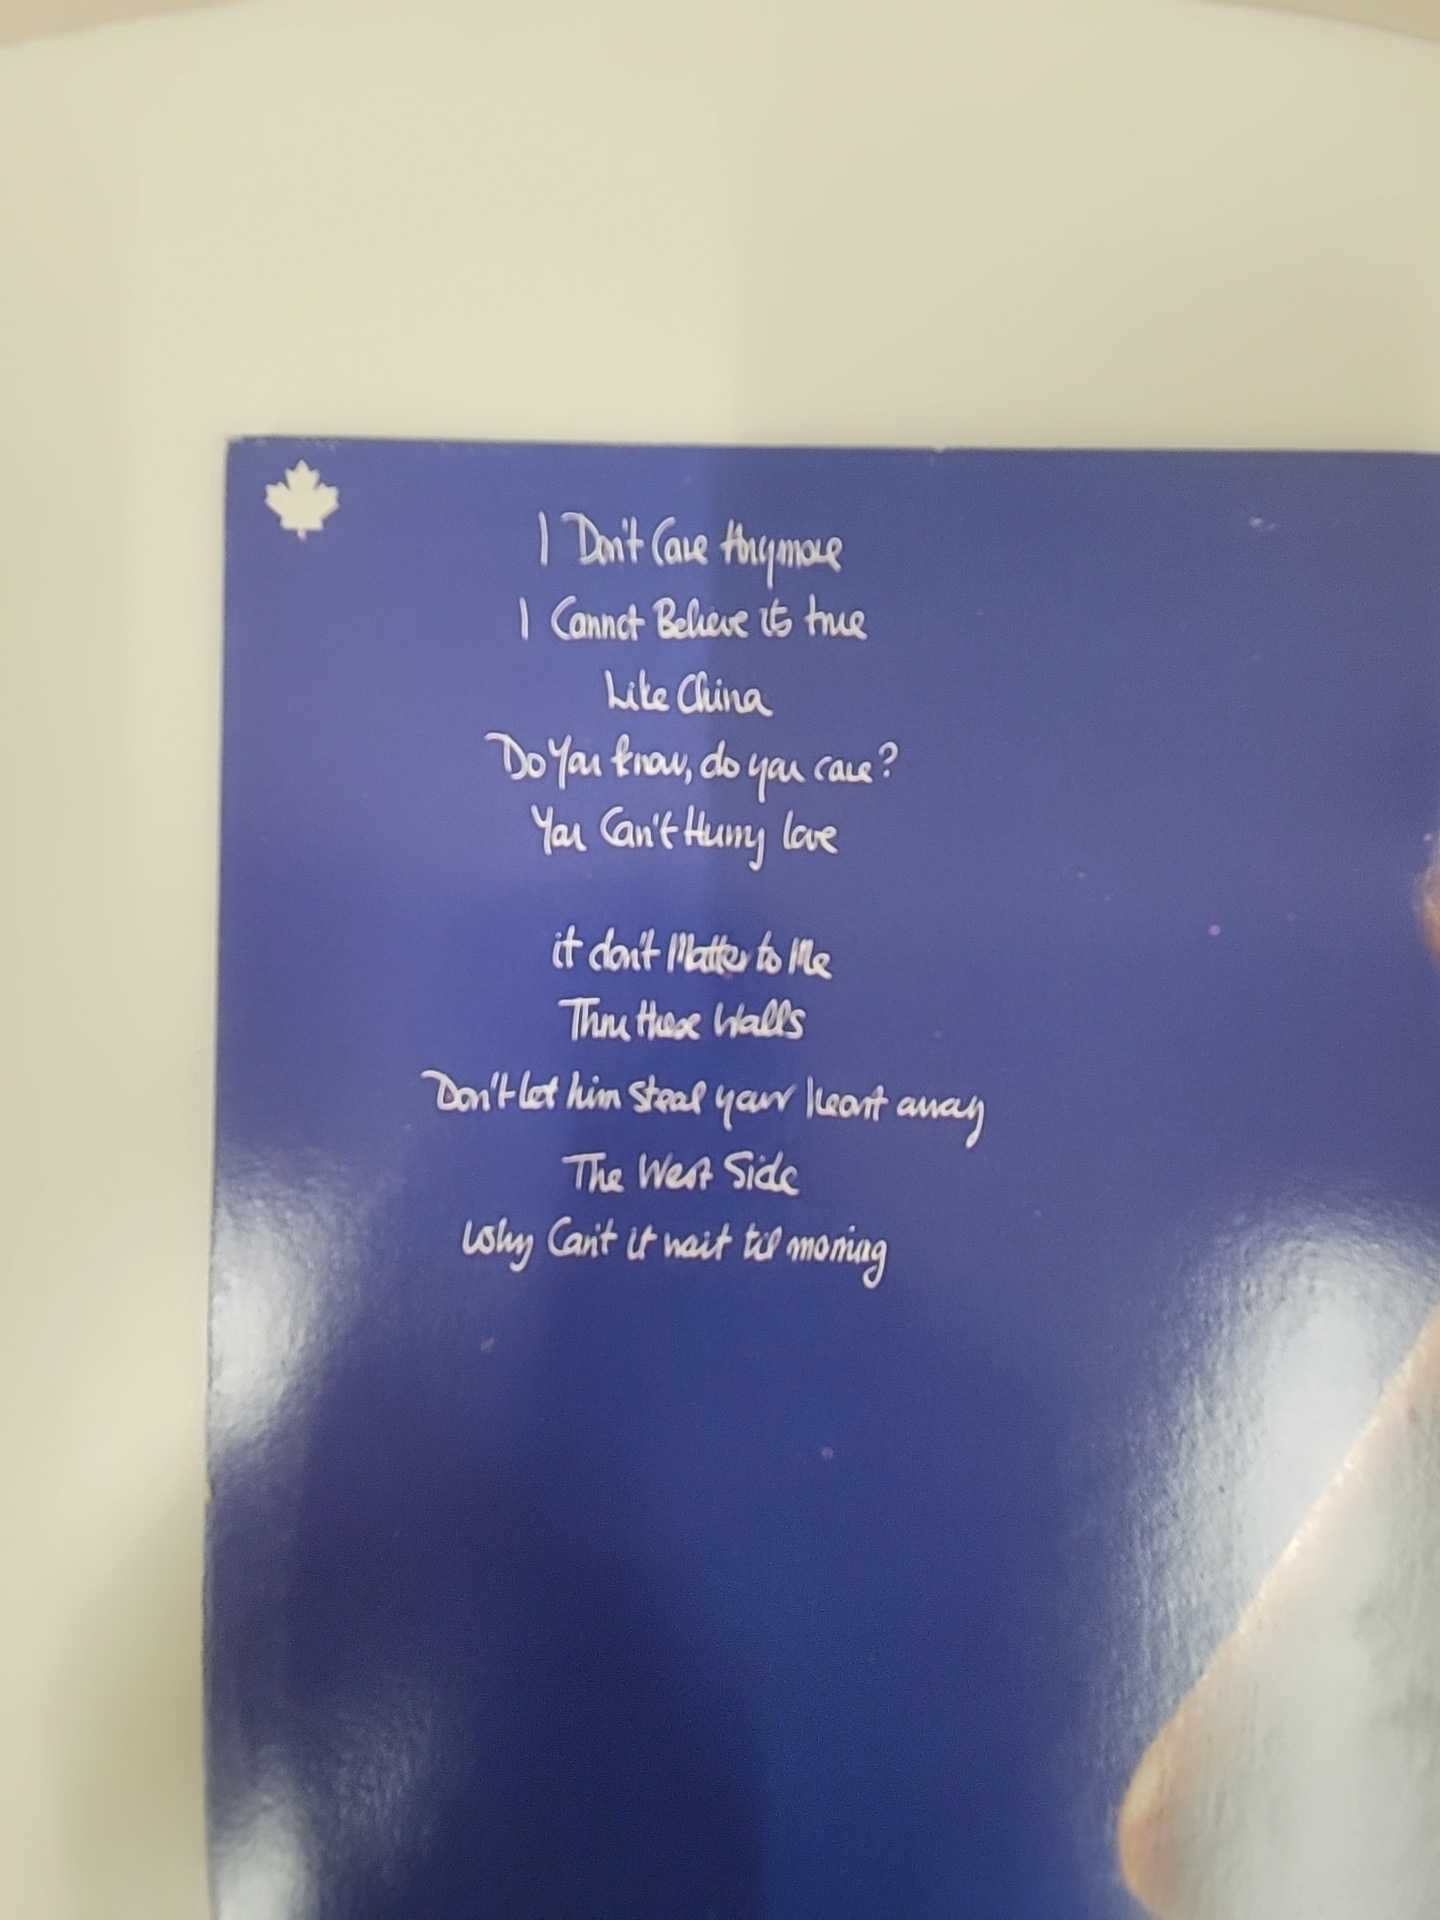 I Don't Care Anymore
I Cannot Believe its true
Like China
Do You know, do you care?
You Can't Hurry love
it don't Matter to Me
Thru these Walls
Don't let him steal your heart away
The West Side
Why Can't it wait til morning